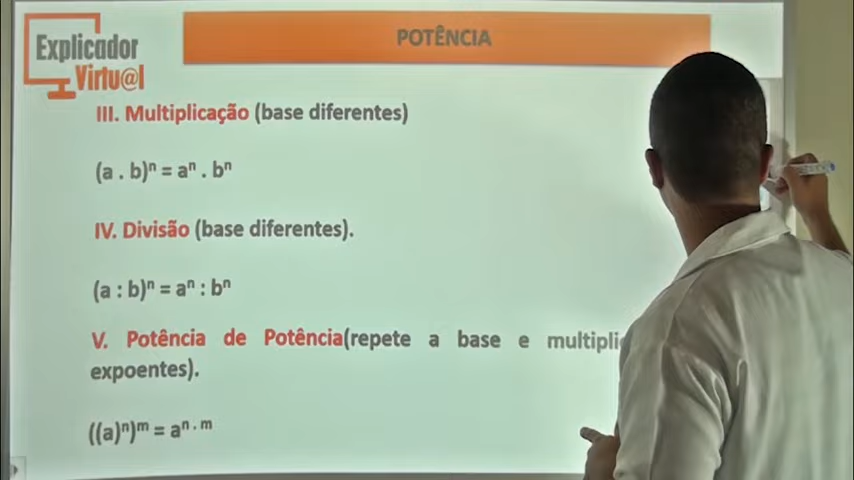 Explicador
Virtu@l
POTÊNCIA
III. Multiplicação (base diferentes)
(a . b)ⁿ = aⁿ . bⁿ
IV. Divisão (base diferentes).
(a : b)ⁿ = aⁿ : bⁿ
V. Potência de Potência(repete a base e
expoentes).
((a)ⁿ)ᵐ = aⁿ · ᵐ